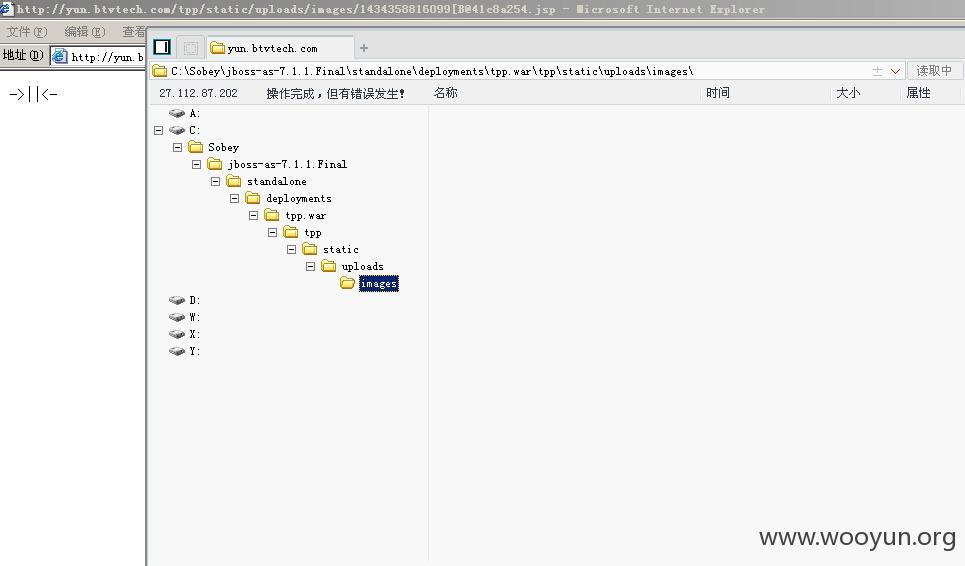 http://yun.btvtech.com/tpp/static/uploads/images/1434358816099[B@41c8a254.jsp - Microsoft Internet Explorer
文件(F) 编辑(E) 查看
地址(D) http://yun.b
->||<-
yun.btvtech.com
C:\Sobey\jboss-as-7.1.1.Final\standalone\deployments\tpp.war\tpp\static\uploads\images\ 读取中
27.112.87.202 操作完成,但有错误发生! 名称 时间 大小 属性
A:
C:
Sobey
jboss-as-7.1.1.Final
standalone
deployments
tpp.war
tpp
static
uploads
images
D:
W:
X:
Y:
www.wooyun.org